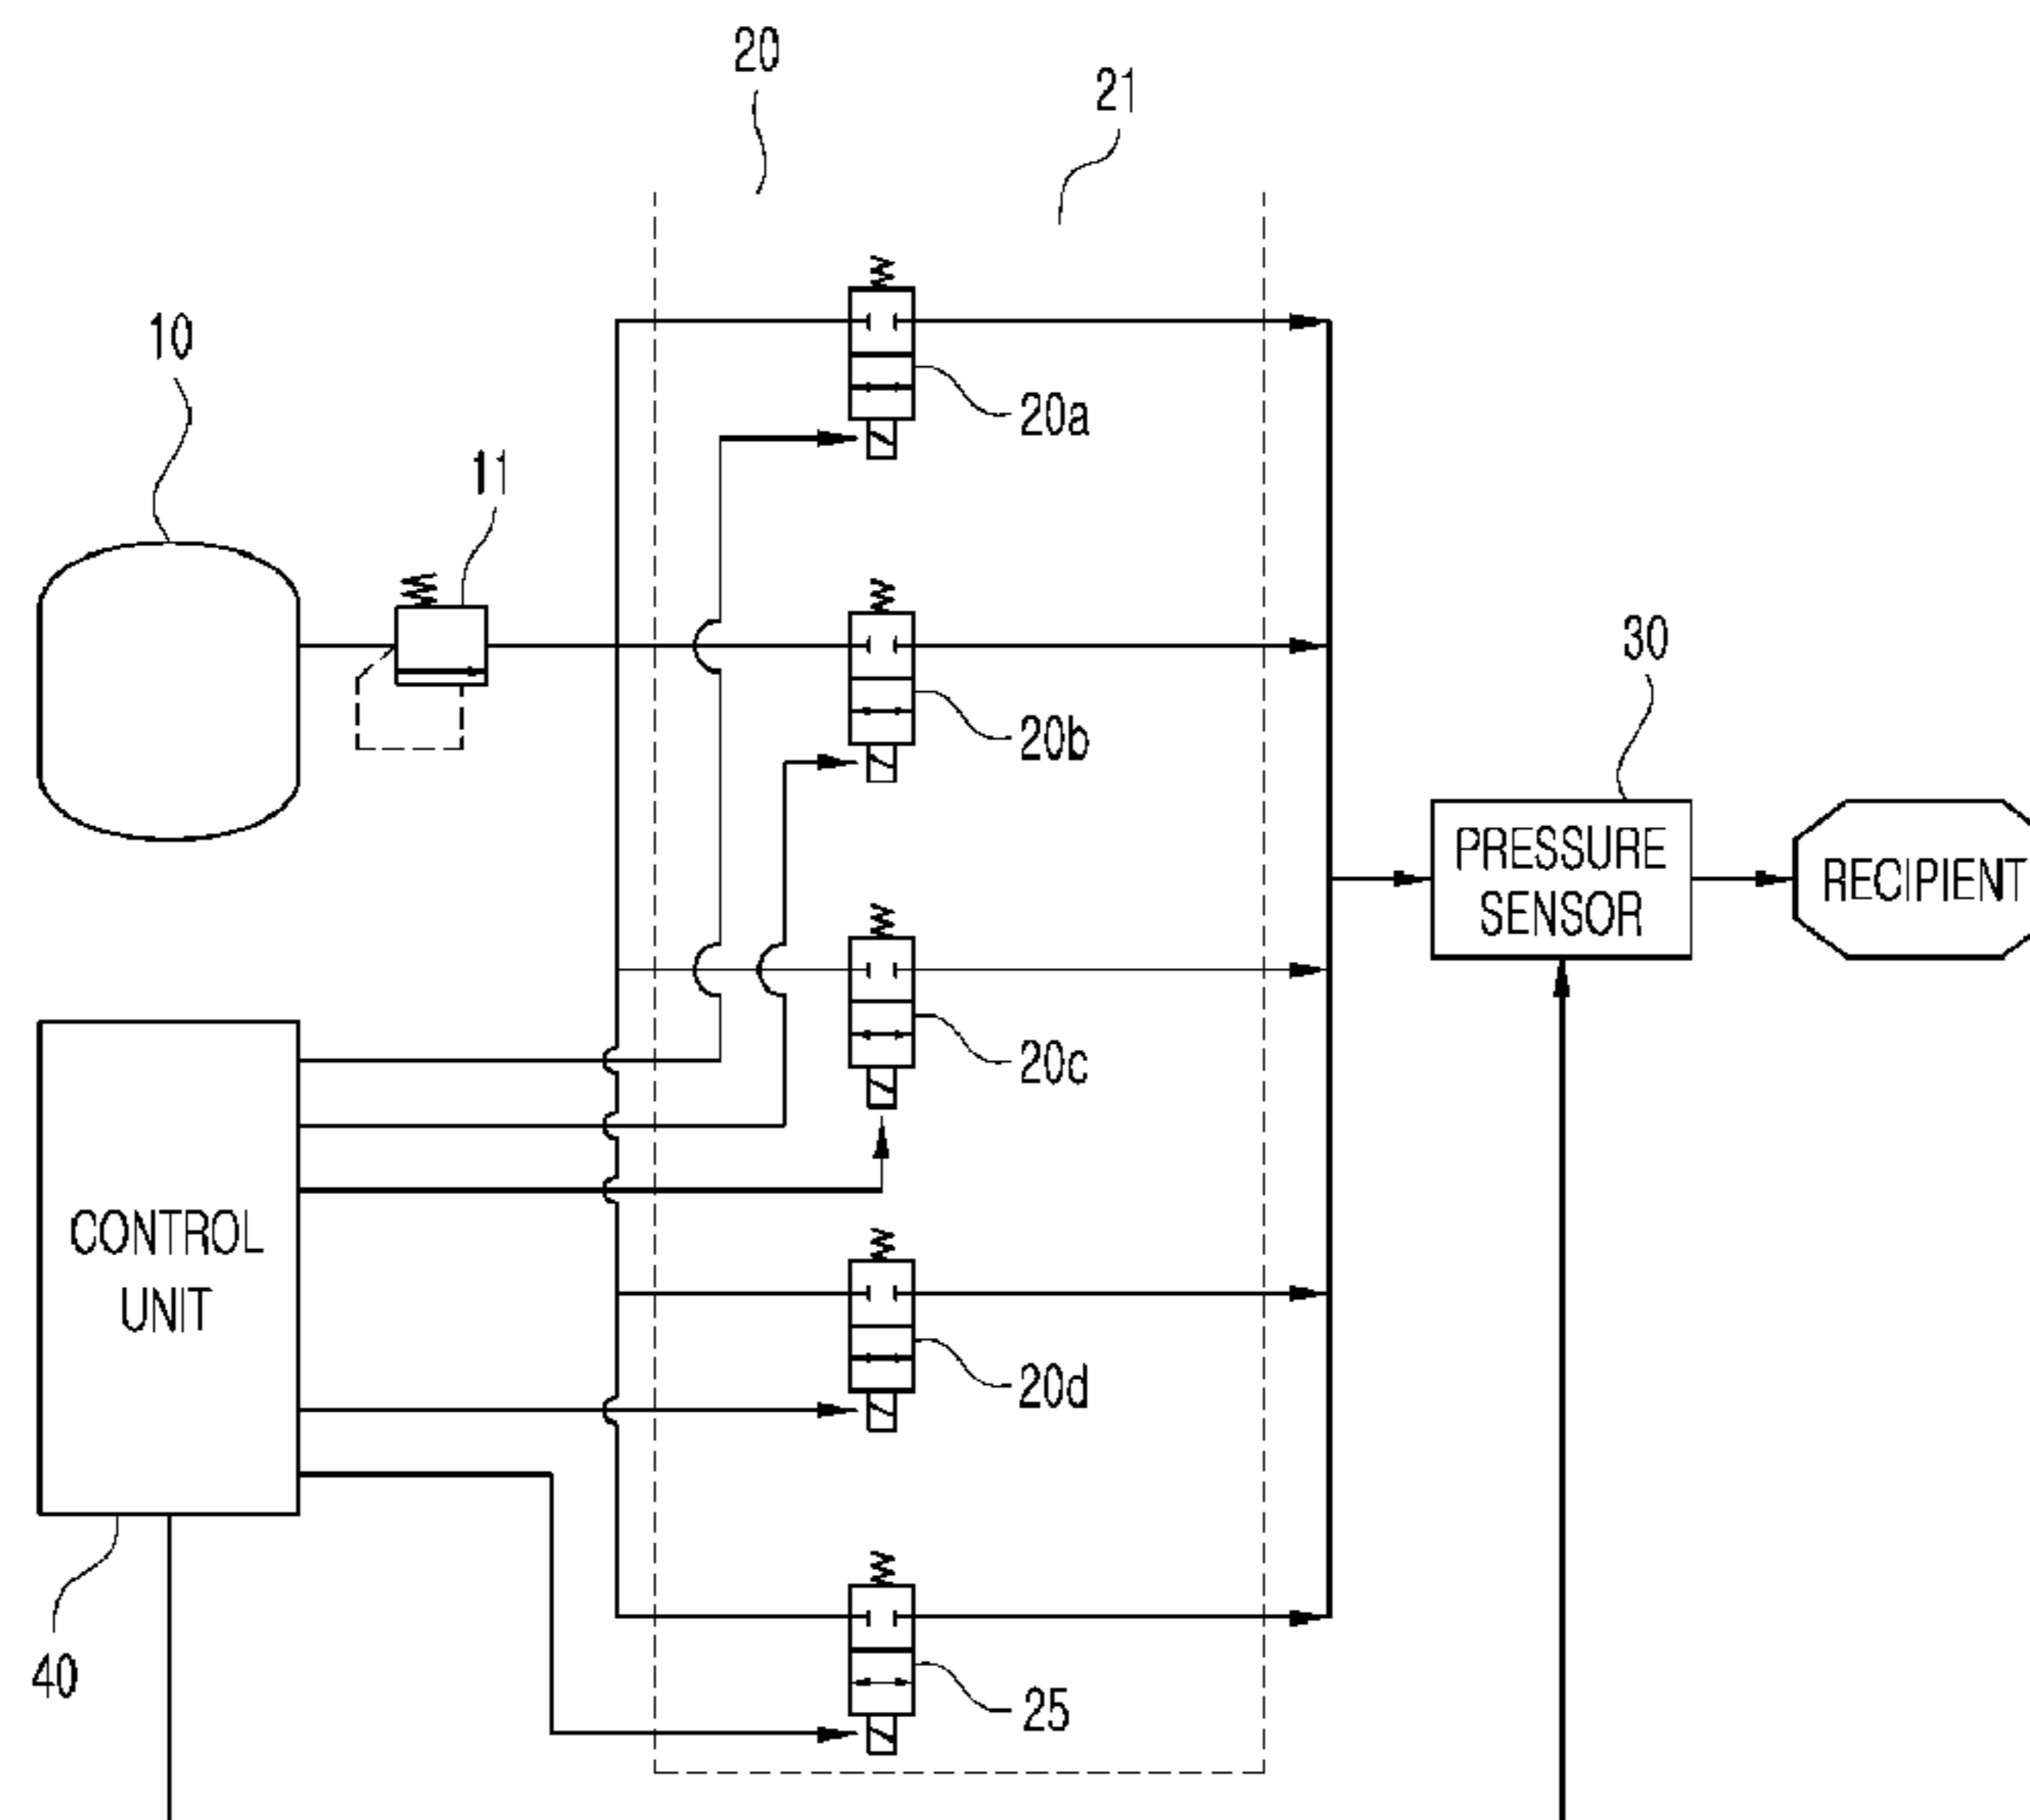 20
21
10
11
20a
20b
30
PRESSURE
SENSOR
RECIPIENT
20c
CONTROL
UNIT
20d
40
25